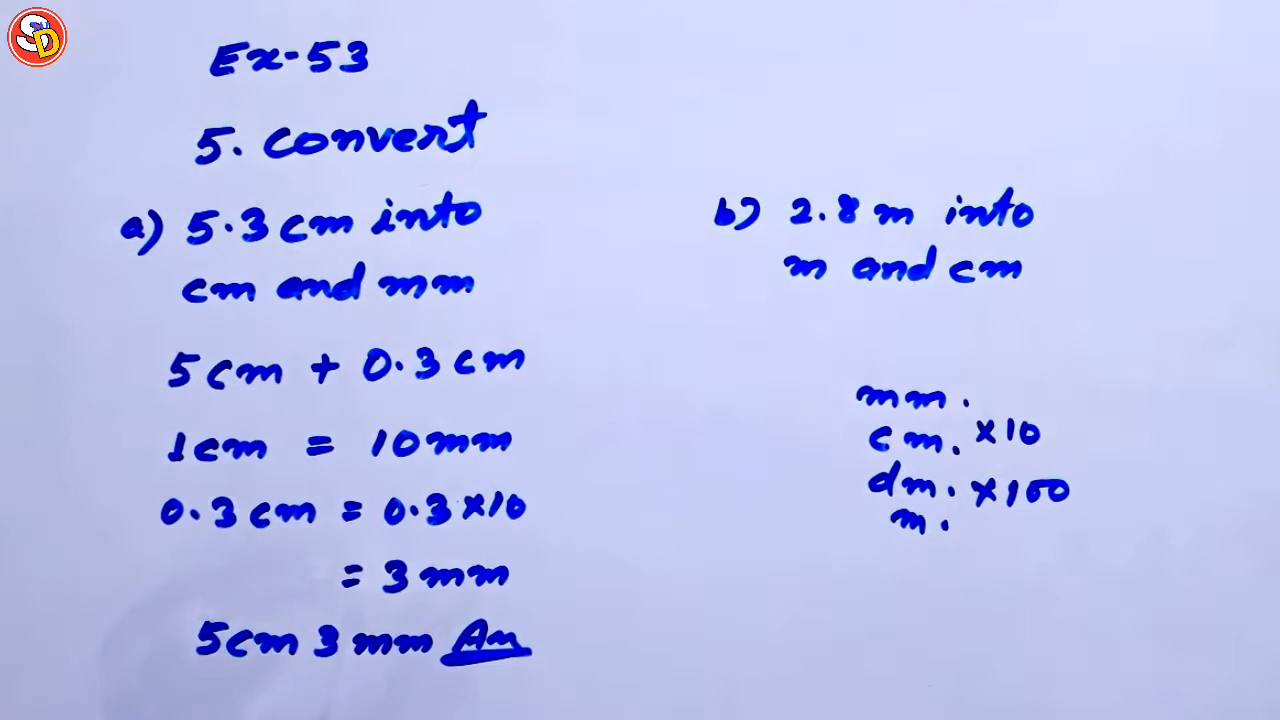 SD
Ex-53
5. convert
a) 5.3 cm into
cm and mm
5 cm + 0.3 cm
1 cm = 10 mm
0.3 cm = 0.3 x 10
= 3 mm
5 cm 3 mm An
b) 2.8 m into
m and cm
mm.
cm. x 10
dm. x 100
m.